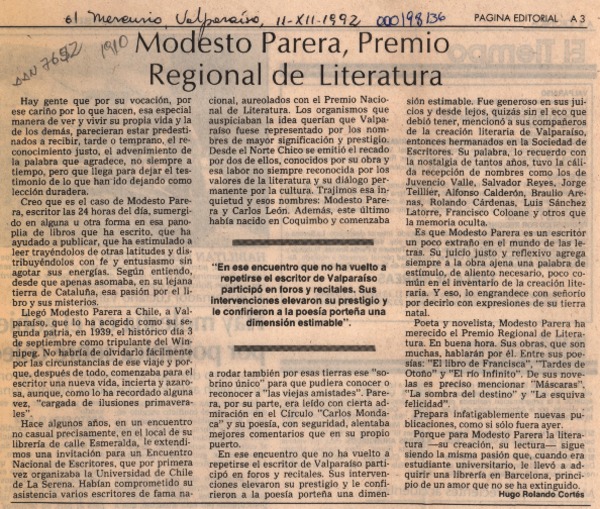 El Mercurio, Valparaíso, 11-XII-1992 000198136
PAGINA EDITORIAL A 3
1910
Modesto Parera, Premio
Regional de Literatura
Hay gente que por su vocación, por
ese cariño por lo que hacen, esa especial
manera de ver y vivir su propia vida y la
de los demás, parecieran estar predesti-
nados a recibir, tarde o temprano, el re-
conocimiento justo, el advenimiento de
la palabra que agradece, no siempre a
tiempo, pero que llega para dejar el tes-
timonio de lo que han ido dejando como
lección duradera.
Creo que es el caso de Modesto Pare-
ra, escritor las 24 horas del día, sumergi-
do en alguna u otra forma en esa pano-
plia de libros que ha escrito, que ha
ayudado a publicar, que ha estimulado a
leer trayéndolos de otras latitudes y dis-
tribuyéndolos con fe y entusiasmo sin
agotar sus energías. Según entiendo,
desde que apenas asomaba, en su lejana
tierra de Cataluña, esa pasión por el li-
bro y sus misterios.
Llegó Modesto Parera a Chile, a Val-
paraíso, que lo ha acogido como su se-
gunda patria, en 1939, el histórico día 3
de septiembre como tripulante del Win-
nipeg. No habría de olvidarlo fácilmente
por las circunstancias de ese viaje y por-
que, después de todo, comenzaba para el
escritor una nueva vida, incierta y azaro-
sa, aunque, como lo ha recordado alguna
vez, "cargada de ilusiones primavera-
les".
Hace algunos años, en un encuentro
no casual precisamente, en el local de su
librería de calle Esmeralda, le extendi-
mos una invitación para un Encuentro
Nacional de Escritores, que por primera
vez organizaba la Universidad de Chile
de La Serena. Habían comprometido su
asistencia varios escritores de fama na-
cional, aureolados con el Premio Nacio-
nal de Literatura. Los organismos que
auspiciaban la idea querían que Valpa-
raíso fuese representado por los nombres
de mayor significación y prestigio.
Desde el Norte Chico se emitió el recado
por dos de ellos, conocidos por su obra y
esa labor no siempre reconocida por los
valores de la literatura y su diálogo per-
manente por la cultura. Trajimos esa in-
quietud y esos nombres: Modesto Parera
y Carlos León. Además, este último
había nacido en Coquimbo y comenzaba
"En ese encuentro que no ha vuelto a
repetirse el escritor de Valparaíso
participó en foros y recitales. Sus
intervenciones elevaron su prestigio y
le confirieron a la poesía porteña una
dimensión estimable".
a rodar también por esas tierras ese "so-
brino único" para que pudiera conocer o
reconocer a "las viejas amistades". Pare-
ra, por su parte, era leído con cierta ad-
miración en el Círculo "Carlos Monda-
ca" y su poesía, con seguridad, alentaba
mejores comentarios que en su propio
puerto.
En ese encuentro que no ha vuelto a
repetirse el escritor de Valparaíso parti-
cipó en foros y recitales. Sus interven-
ciones elevaron su prestigio y le confi-
rieron a la poesía porteña una dimen-
sión estimable. Fue generoso en sus jui-
cios y desde lejos, quizás sin el eco que
debió tener, mencionó a sus compañeros
de la creación literaria de Valparaíso,
entonces hermanados en la Sociedad de
Escritores. Su palabra, lo recuerdo con
la nostalgia de tantos años, tuvo la cáli-
da recepción de nombres como los de
Juvencio Valle, Salvador Reyes, Jorge
Teillier, Alfonso Calderón, Braulio Are-
nas, Rolando Cárdenas, Luis Sánchez
Latorre, Francisco Coloane y otros que
la memoria oculta.
Es que Modesto Parera es un escritor
un poco extraño en el mundo de las le-
tras. Su juicio justo y reflexivo agrega
siempre a la obra ajena una palabra de
estímulo, de aliento necesario, poco co-
mún en el inventario de la creación lite-
raria. Y eso, lo engrandece con señorío
por decirlo con expresiones de su tierra
natal.
Poeta y novelista, Modesto Parera ha
merecido el Premio Regional de Litera-
tura. En buena hora. Sus obras, que son
muchas, hablarán por él. Entre sus poe-
sías: "El libro de Francisca", "Tardes de
Otoño" y "El río Infinito". De sus nove-
las es preciso mencionar "Máscaras",
"La sombra del destino" y "La esquiva
felicidad".
Prepara infatigablemente nuevas pu-
blicaciones, como si sólo fuera ayer.
Porque para Modesto Parera la litera-
tura —su creación, su lectura— sigue
siendo la misma pasión que, cuando era
estudiante universitario, le llevó a ad-
quirir una librería en Barcelona, princi-
pio de un amor que no se ha extinguido.
Hugo Rolando Cortés